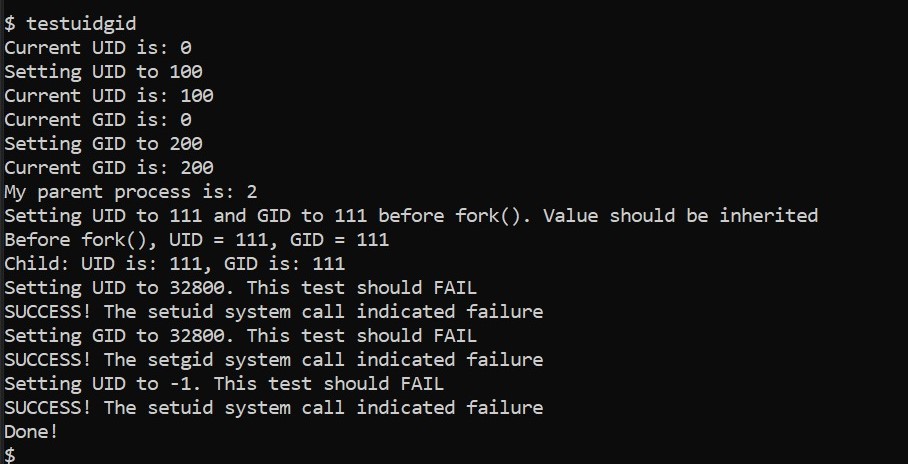 $ testuidgid
Current UID is: 0
Setting UID to 100
Current UID is: 100
Current GID is: 0
Setting GID to 200
Current GID is: 200
My parent process is: 2
Setting UID to 111 and GID to 111 before fork(). Value should be inherited
Before fork(), UID = 111, GID = 111
Child: UID is: 111, GID is: 111
Setting UID to 32800. This test should FAIL
SUCCESS! The setuid system call indicated failure
Setting GID to 32800. This test should FAIL
SUCCESS! The setgid system call indicated failure
Setting UID to -1. This test should FAIL
SUCCESS! The setuid system call indicated failure
Done!
$